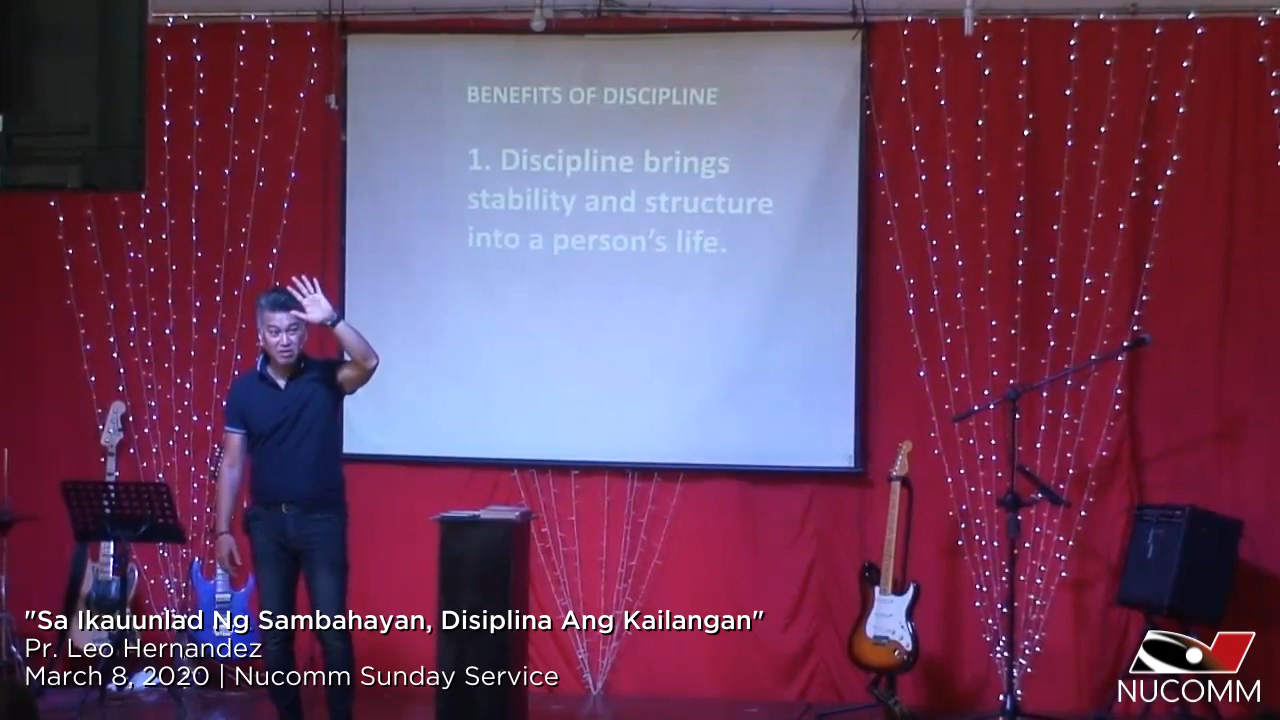 BENEFITS OF DISCIPLINE
1. Discipline brings
stability and structure
into a person's life.
"Sa Ikauunlad Ng Sambahayan, Disiplina Ang Kailangan"
Pr. Leo Hernandez
March 8, 2020 | Nucomm Sunday Service
NUCOMM